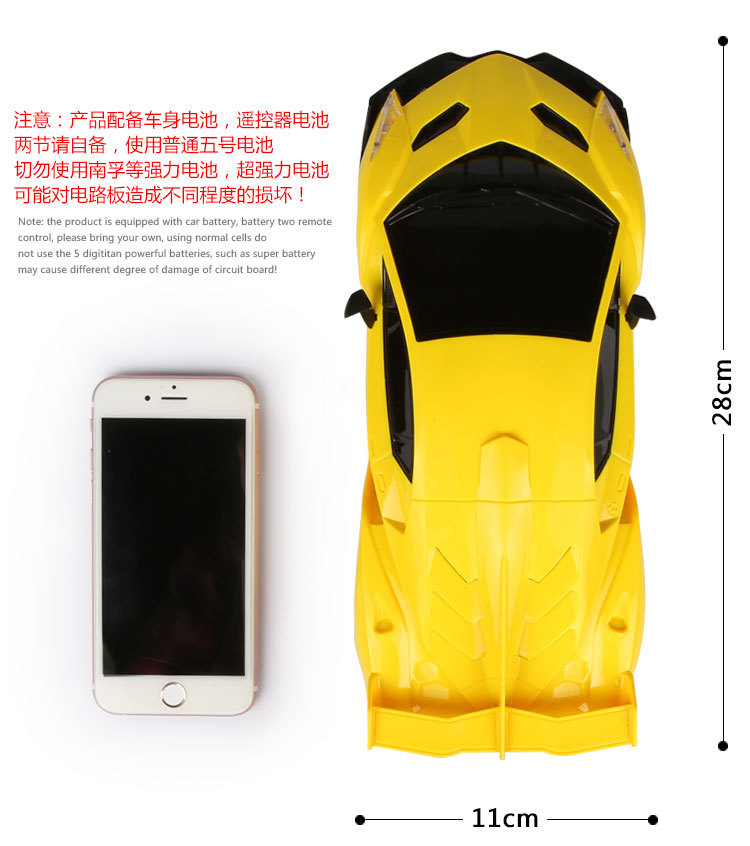 注意：产品配备车身电池，遥控器电池
两节请自备，使用普通五号电池
切勿使用南孚等强力电池，超强力电池
可能对电路板造成不同程度的损坏！
Note: the product is equipped with car battery, battery two remote
control, please bring your own, using normal cells do
not use the 5 digititan powerful batteries, such as super battery
may cause different degree of damage of circuit board!
28cm
11cm